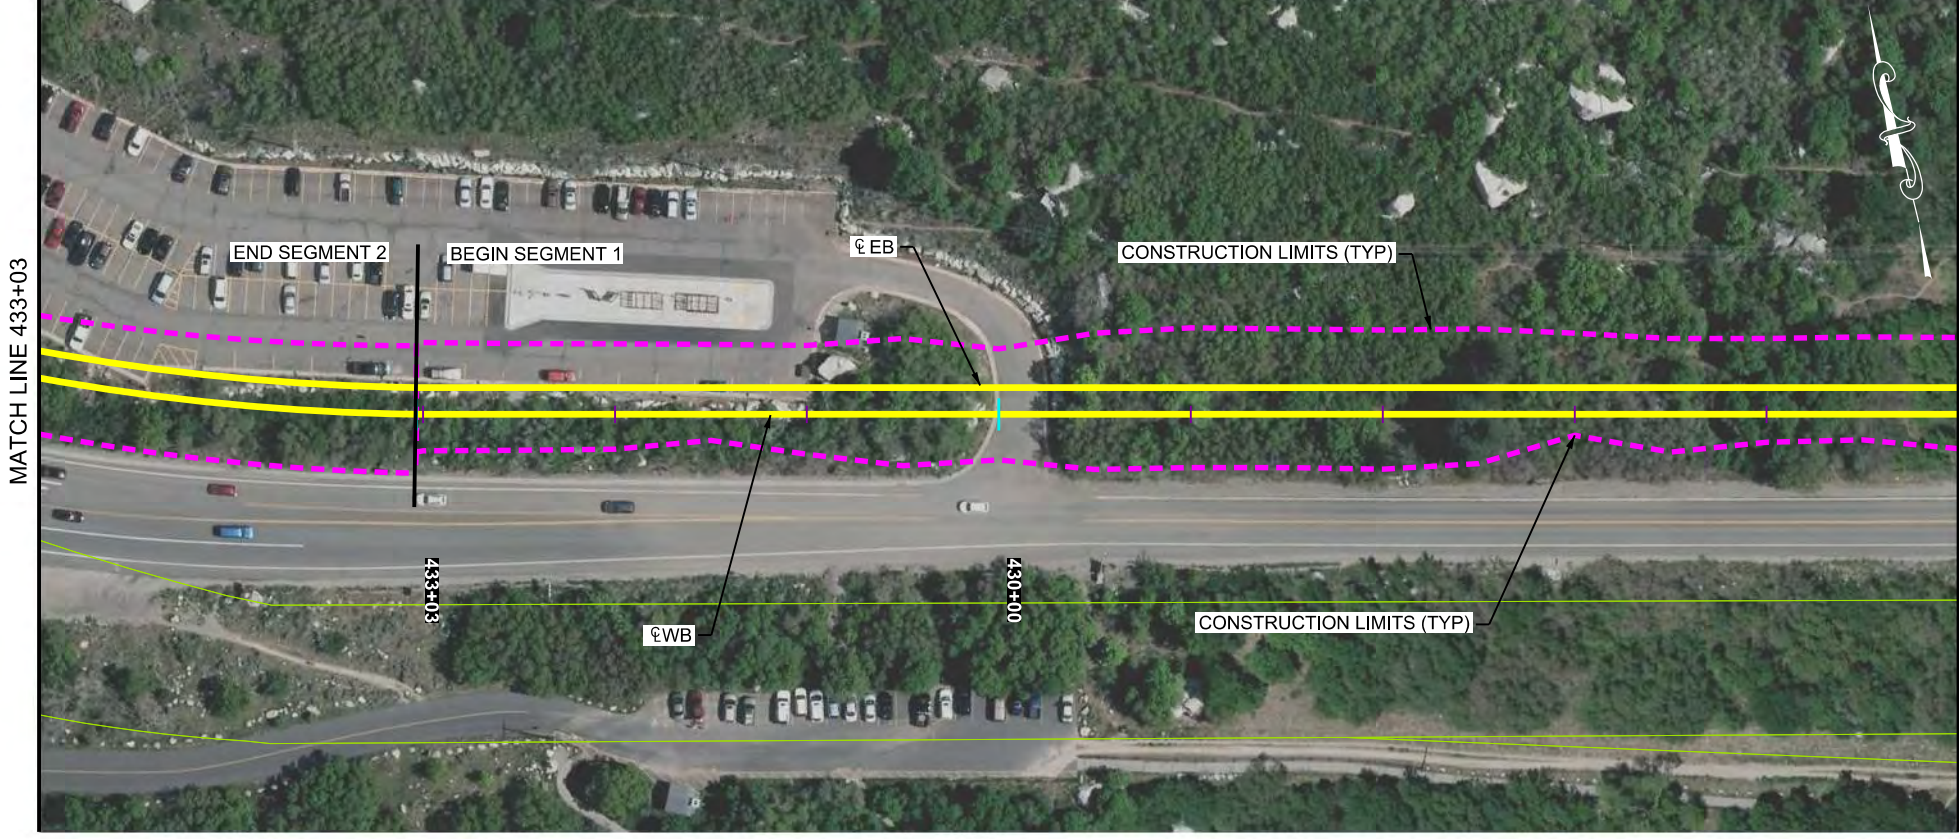 MATCH LINE 433+03
END SEGMENT 2
BEGIN SEGMENT 1
℄ EB
CONSTRUCTION LIMITS (TYP)
433+03
430+00
℄ WB
CONSTRUCTION LIMITS (TYP)